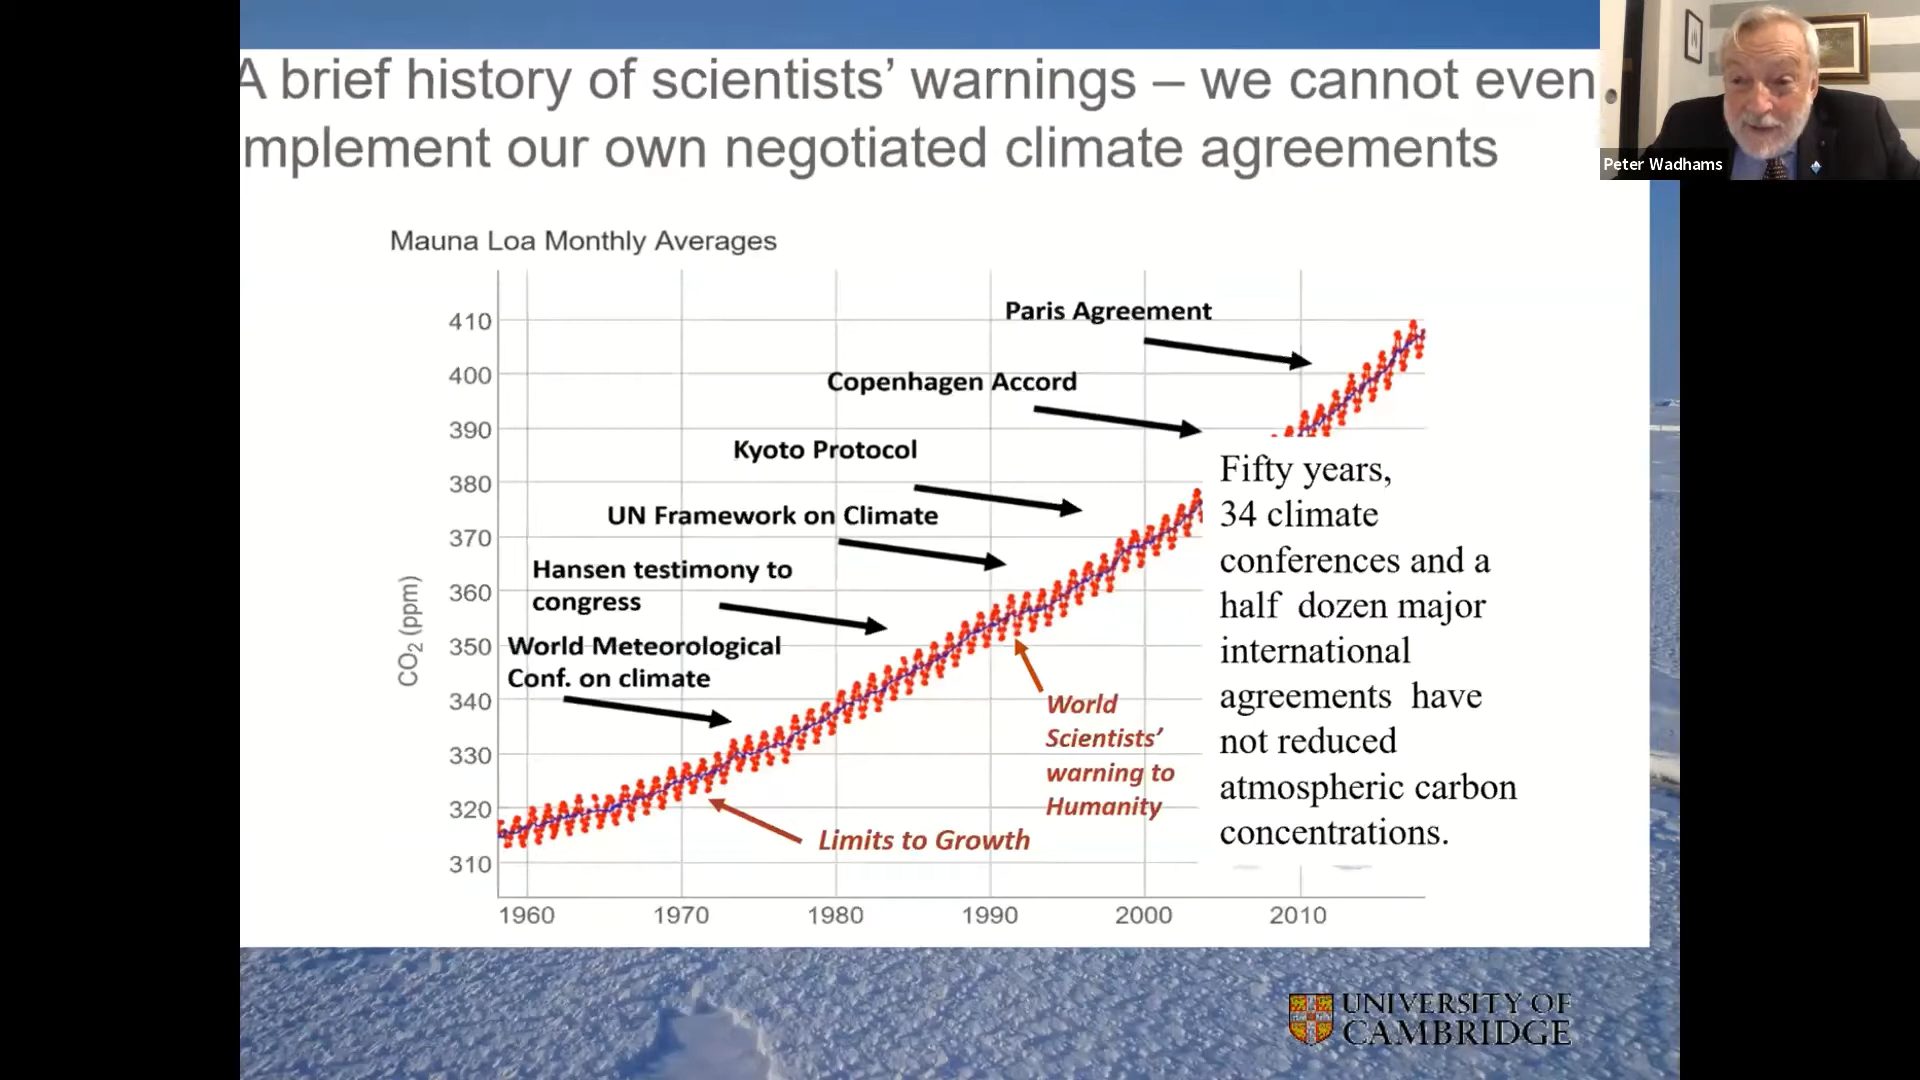 A brief history of scientists’ warnings – we cannot even
mplement our own negotiated climate agreements
Peter Wadhams
Mauna Loa Monthly Averages
Paris Agreement
Copenhagen Accord
Kyoto Protocol
UN Framework on Climate
Hansen testimony to
congress
World Meteorological
Conf. on climate
World
Scientists’
warning to
Humanity
Limits to Growth
Fifty years,
34 climate
conferences and a
half dozen major
international
agreements have
not reduced
atmospheric carbon
concentrations.
CO2 (ppm)
410
400
390
380
370
360
350
340
330
320
310
1960 1970 1980 1990 2000 2010
UNIVERSITY OF
CAMBRIDGE